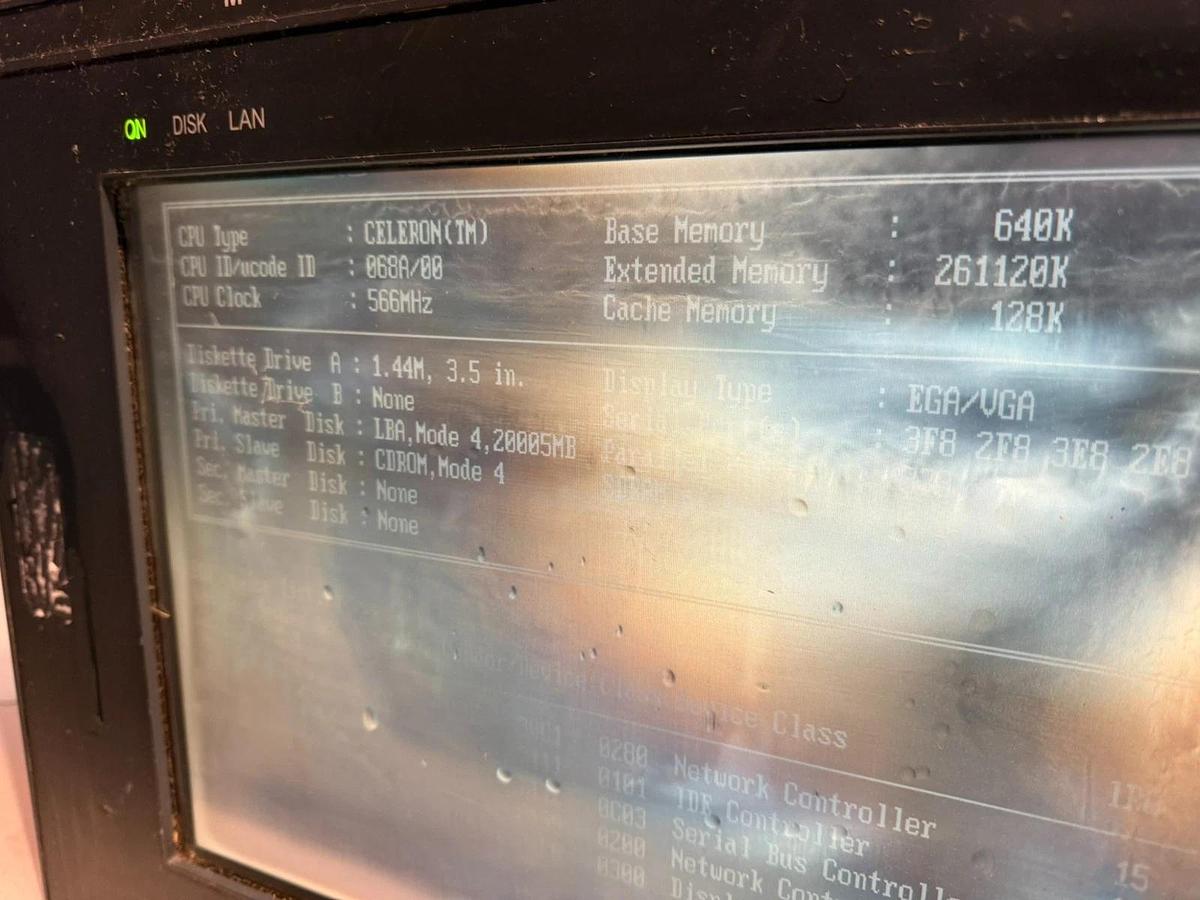 ON DISK LAN
CPU Type : CELERON(TM) Base Memory : 640K
CPU ID/ucode ID : 068A/00 Extended Memory : 261120K
CPU Clock : 566MHz Cache Memory : 128K
Diskette Drive A : 1.44M, 3.5 in. Display Type : EGA/VGA
Diskette Drive B : None Serial : 3F8 2F8 3E8 2E8
Pri. Master Disk : LBA,Mode 4,20005MB
Pri. Slave Disk : CDROM,Mode 4
Sec. Master Disk : None
Sec. Slave Disk : None
Device Class
0280 Network Controller
0101 IDE Controller 15
0C03 Serial Bus
0200 Network
0300